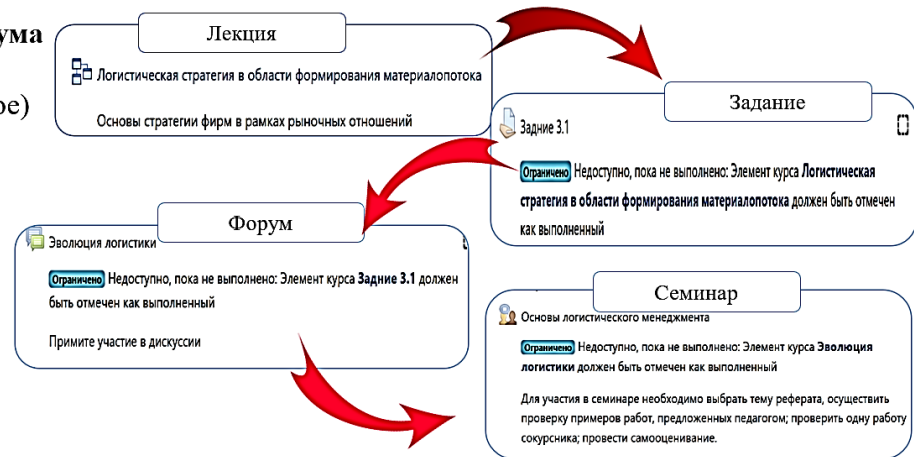 ума
ое)
Лекция
Логистическая стратегия в области формирования материалопотока
Основы стратегии фирм в рамках рыночных отношений
Задание
Задние 3.1
Ограничено Недоступно, пока не выполнено: Элемент курса Логистическая
стратегия в области формирования материалопотока должен быть отмечен
как выполненный
Форум
Эволюция логистики
Ограничено Недоступно, пока не выполнено: Элемент курса Задние 3.1 должен
быть отмечен как выполненный
Примите участие в дискуссии
Семинар
Основы логистического менеджмента
Ограничено Недоступно, пока не выполнено: Элемент курса Эволюция
логистики должен быть отмечен как выполненный
Для участия в семинаре необходимо выбрать тему реферата, осуществить
проверку примеров работ, предложенных педагогом; проверить одну работу
сокурсника; провести самооценивание.